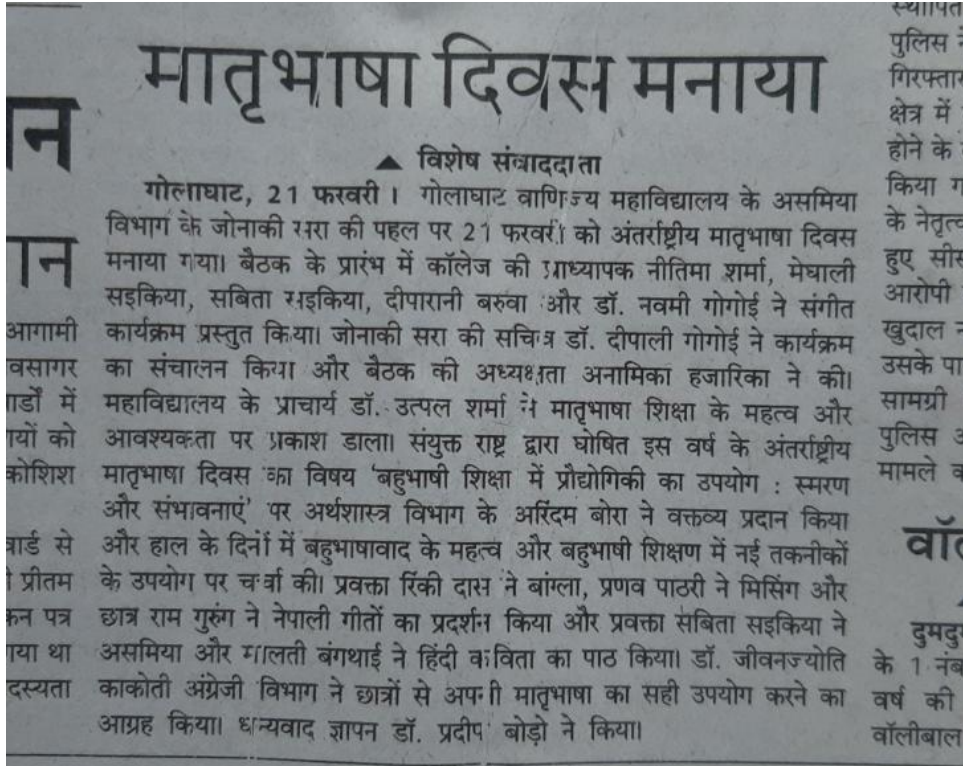 मातृभाषा दिवस मनाया
▲ विशेष संवाददाता
गोलाघाट, 21 फरवरी । गोलाघाट वाणिज्य महाविद्यालय के असमिया
विभाग के जोनाकी सरा की पहल पर 21 फरवरी को अंतर्राष्ट्रीय मातृभाषा दिवस
मनाया गया। बैठक के प्रारंभ में कॉलेज की प्राध्यापक नीतिमा शर्मा, मेघाली
सइकिया, सबिता सइकिया, दीपारानी बरुवा और डॉ. नवमी गोगोई ने संगीत
कार्यक्रम प्रस्तुत किया। जोनाकी सरा की सचिव डॉ. दीपाली गोगोई ने कार्यक्रम
का संचालन किया और बैठक की अध्यक्षता अनामिका हजारिका ने की।
महाविद्यालय के प्राचार्य डॉ. उत्पल शर्मा ने मातृभाषा शिक्षा के महत्व और
आवश्यकता पर प्रकाश डाला। संयुक्त राष्ट्र द्वारा घोषित इस वर्ष के अंतर्राष्ट्रीय
मातृभाषा दिवस का विषय 'बहुभाषी शिक्षा में प्रौद्योगिकी का उपयोग : स्मरण
और संभावनाएं' पर अर्थशास्त्र विभाग के अरिंदम बोरा ने वक्तव्य प्रदान किया
और हाल के दिनों में बहुभाषावाद के महत्व और बहुभाषी शिक्षण में नई तकनीकों
के उपयोग पर चर्चा की। प्रवक्ता रिंकी दास ने बांग्ला, प्रणव पाठरी ने मिसिंग और
छात्र राम गुरुंग ने नेपाली गीतों का प्रदर्शन किया और प्रवक्ता सबिता सइकिया ने
असमिया और मालती बंगथाई ने हिंदी कविता का पाठ किया। डॉ. जीवनज्योति
काकोती अंग्रेजी विभाग ने छात्रों से अपनी मातृभाषा का सही उपयोग करने का
आग्रह किया। धन्यवाद ज्ञापन डॉ. प्रदीप बोड़ो ने किया।
आगामी
में
को
कोशिश
से
प्रीतम
पत्र
था
पुलिस
क्षेत्र में
होने के
किया
के नेतृत्व
हुए
आरोपी
खुदाल
उसके
सामग्री
पुलिस
मामले
के 1
वर्ष की
वॉलीबाल